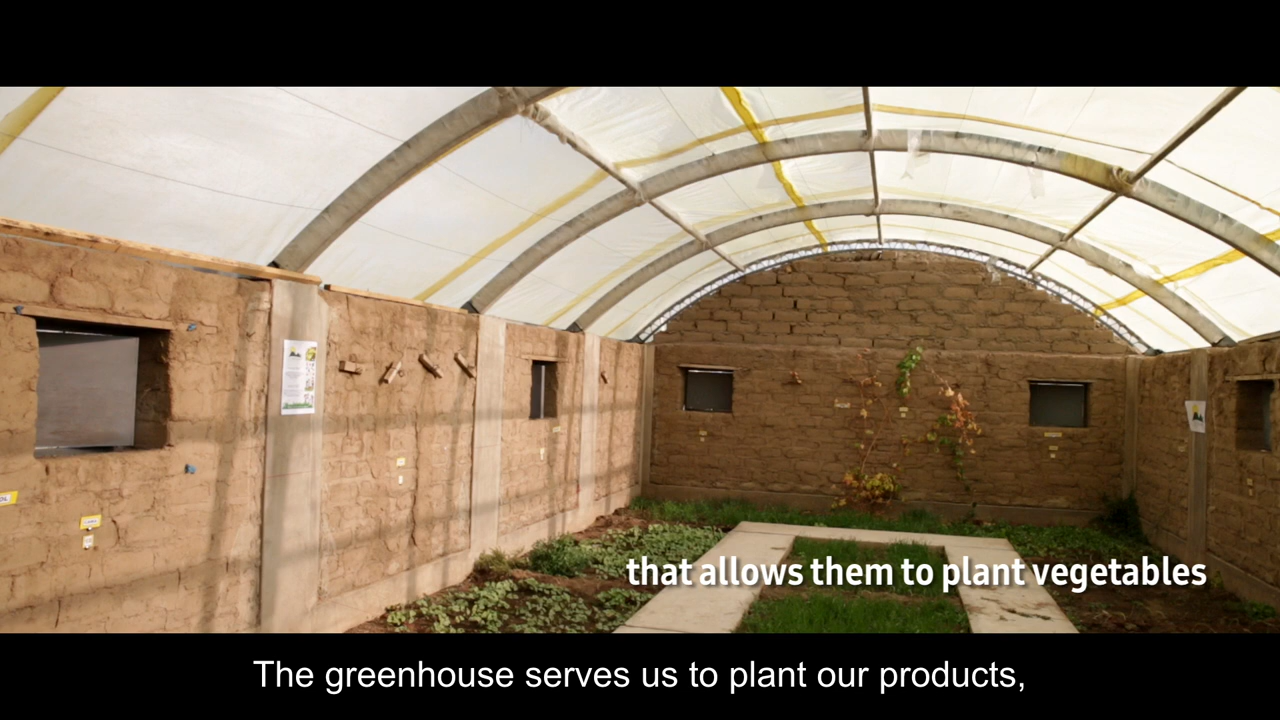 that allows them to plant vegetables
The greenhouse serves us to plant our products,